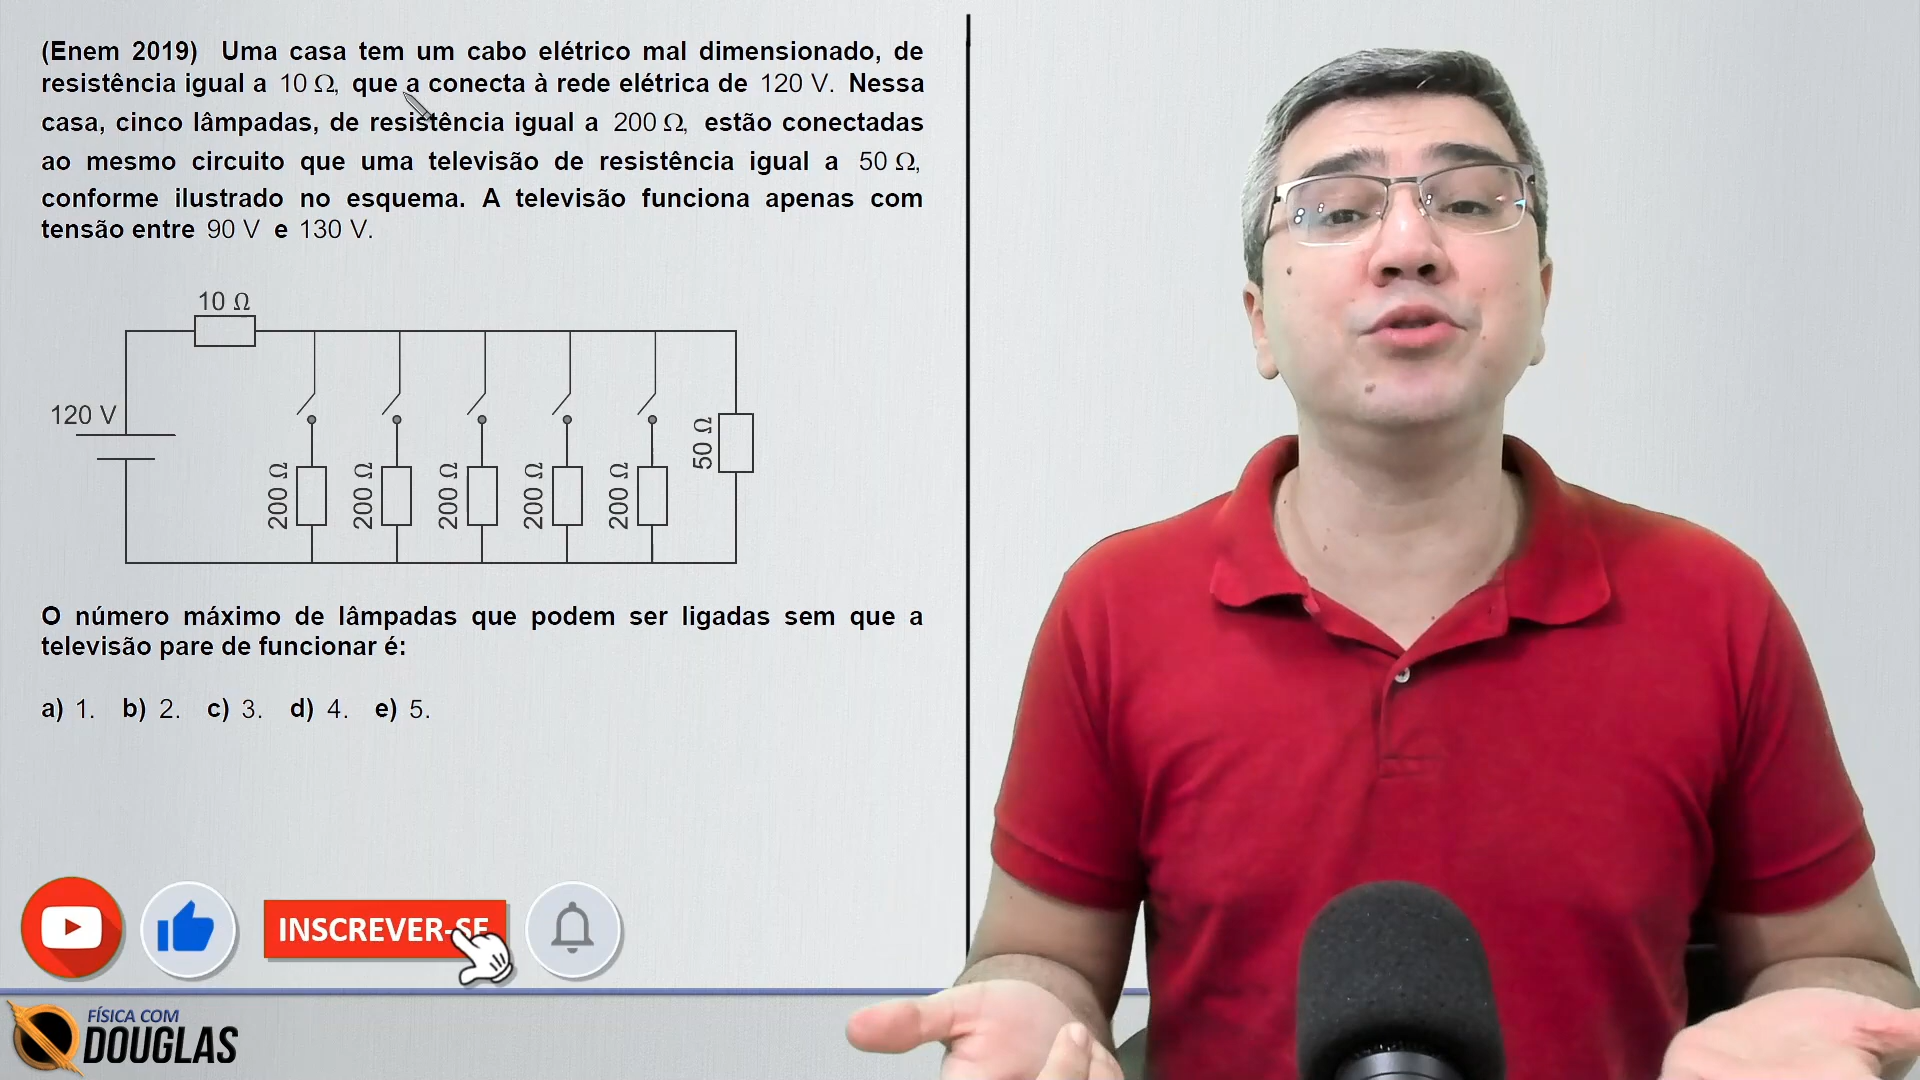 (Enem 2019) Uma casa tem um cabo elétrico mal dimensionado, de
resistência igual a 10 Ω, que a conecta à rede elétrica de 120 V. Nessa
casa, cinco lâmpadas, de resistência igual a 200 Ω, estão conectadas
ao mesmo circuito que uma televisão de resistência igual a 50 Ω,
conforme ilustrado no esquema. A televisão funciona apenas com
tensão entre 90 V e 130 V.
10 Ω
120 V
200 Ω
200 Ω
200 Ω
200 Ω
200 Ω
50 Ω
O número máximo de lâmpadas que podem ser ligadas sem que a
televisão pare de funcionar é:
a) 1. b) 2. c) 3. d) 4. e) 5.
INSCREVER-SE
FÍSICA COM
DOUGLAS